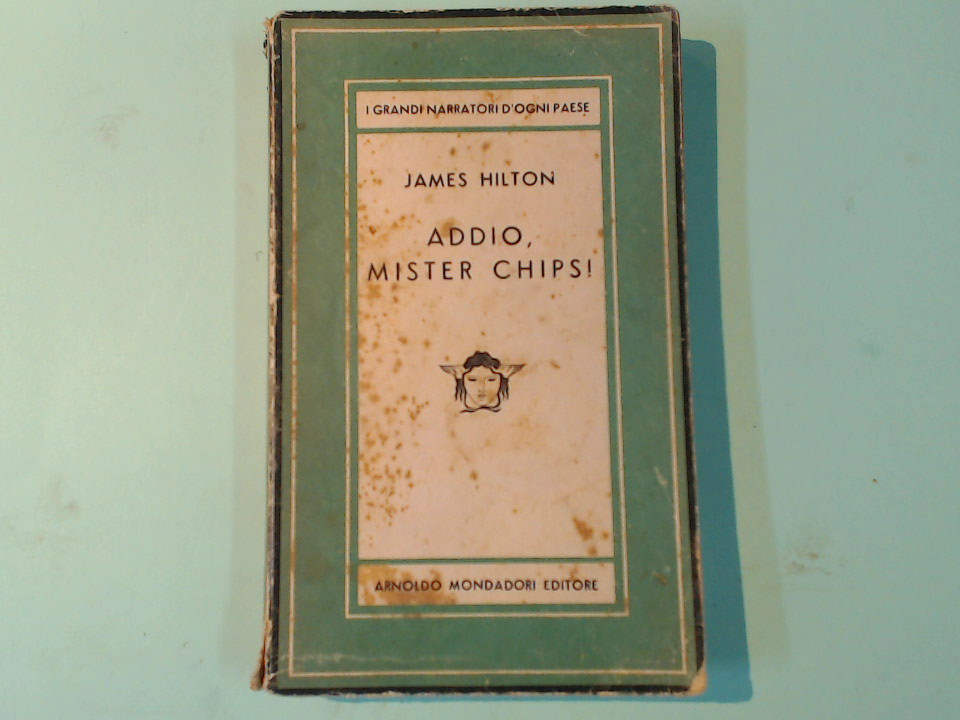 I GRANDI NARRATORI D'OGNI PAESE
JAMES HILTON
ADDIO,
MISTER CHIPS!
ARNOLDO MONDADORI EDITORE